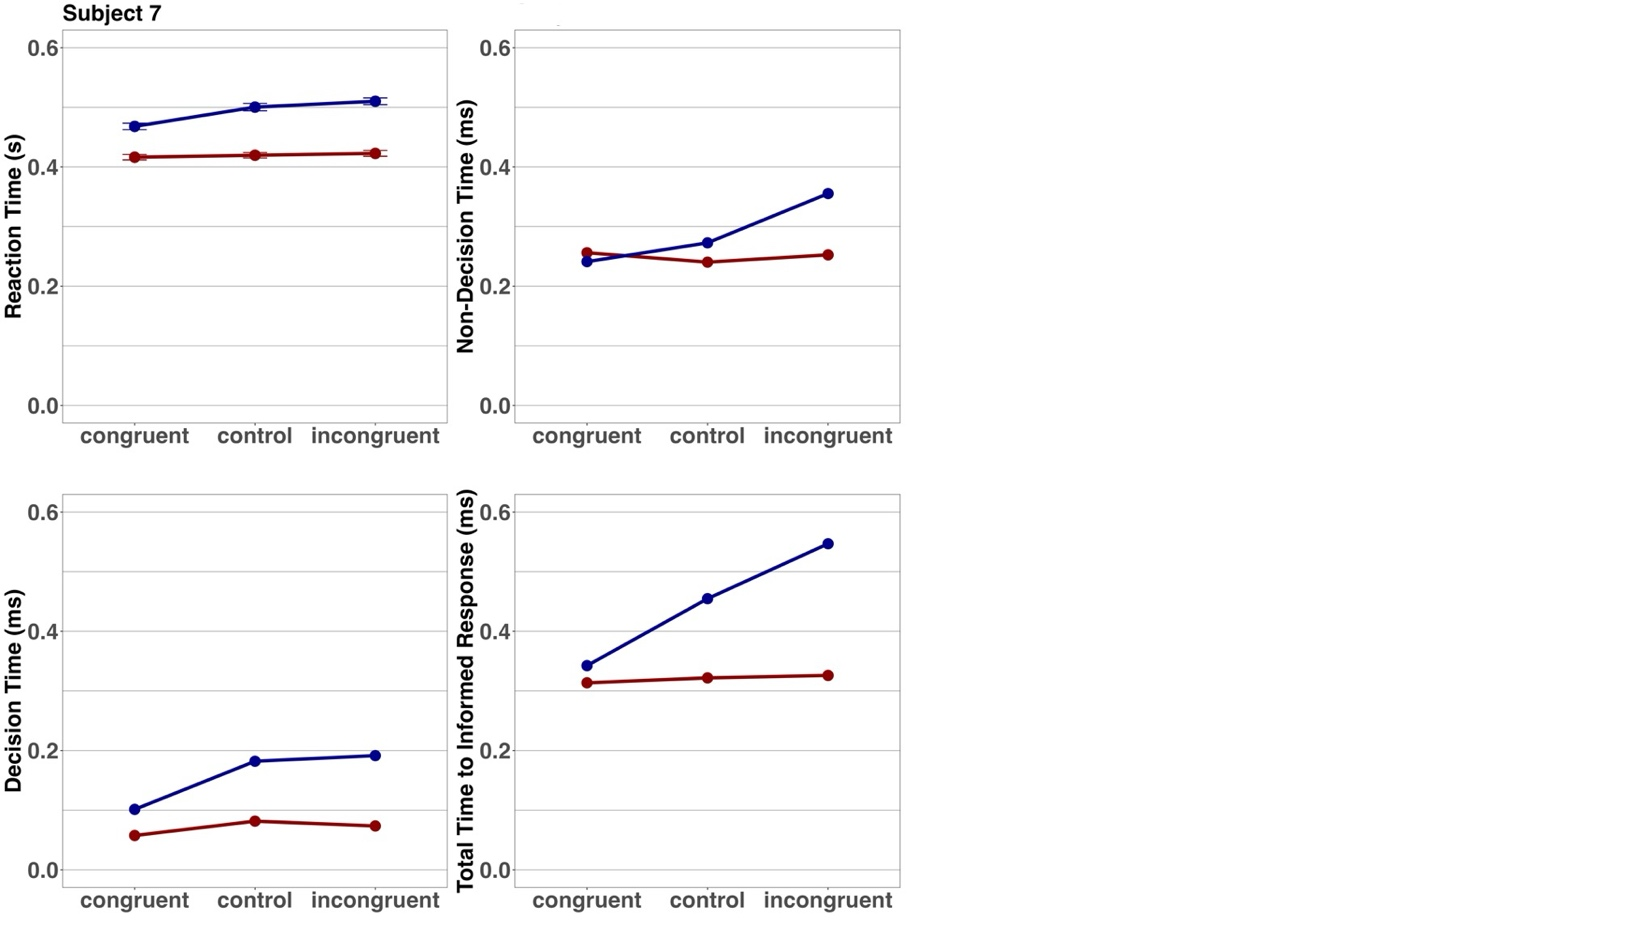 Subject 7
Reaction Time (s)
0.6
0.4
0.2
0.0
congruent control incongruent
Non-Decision Time (ms)
0.6
0.4
0.2
0.0
congruent control incongruent
Decision Time (ms)
0.6
0.4
0.2
0.0
congruent control incongruent
Total Time to Informed Response (ms)
0.6
0.4
0.2
0.0
congruent control incongruent